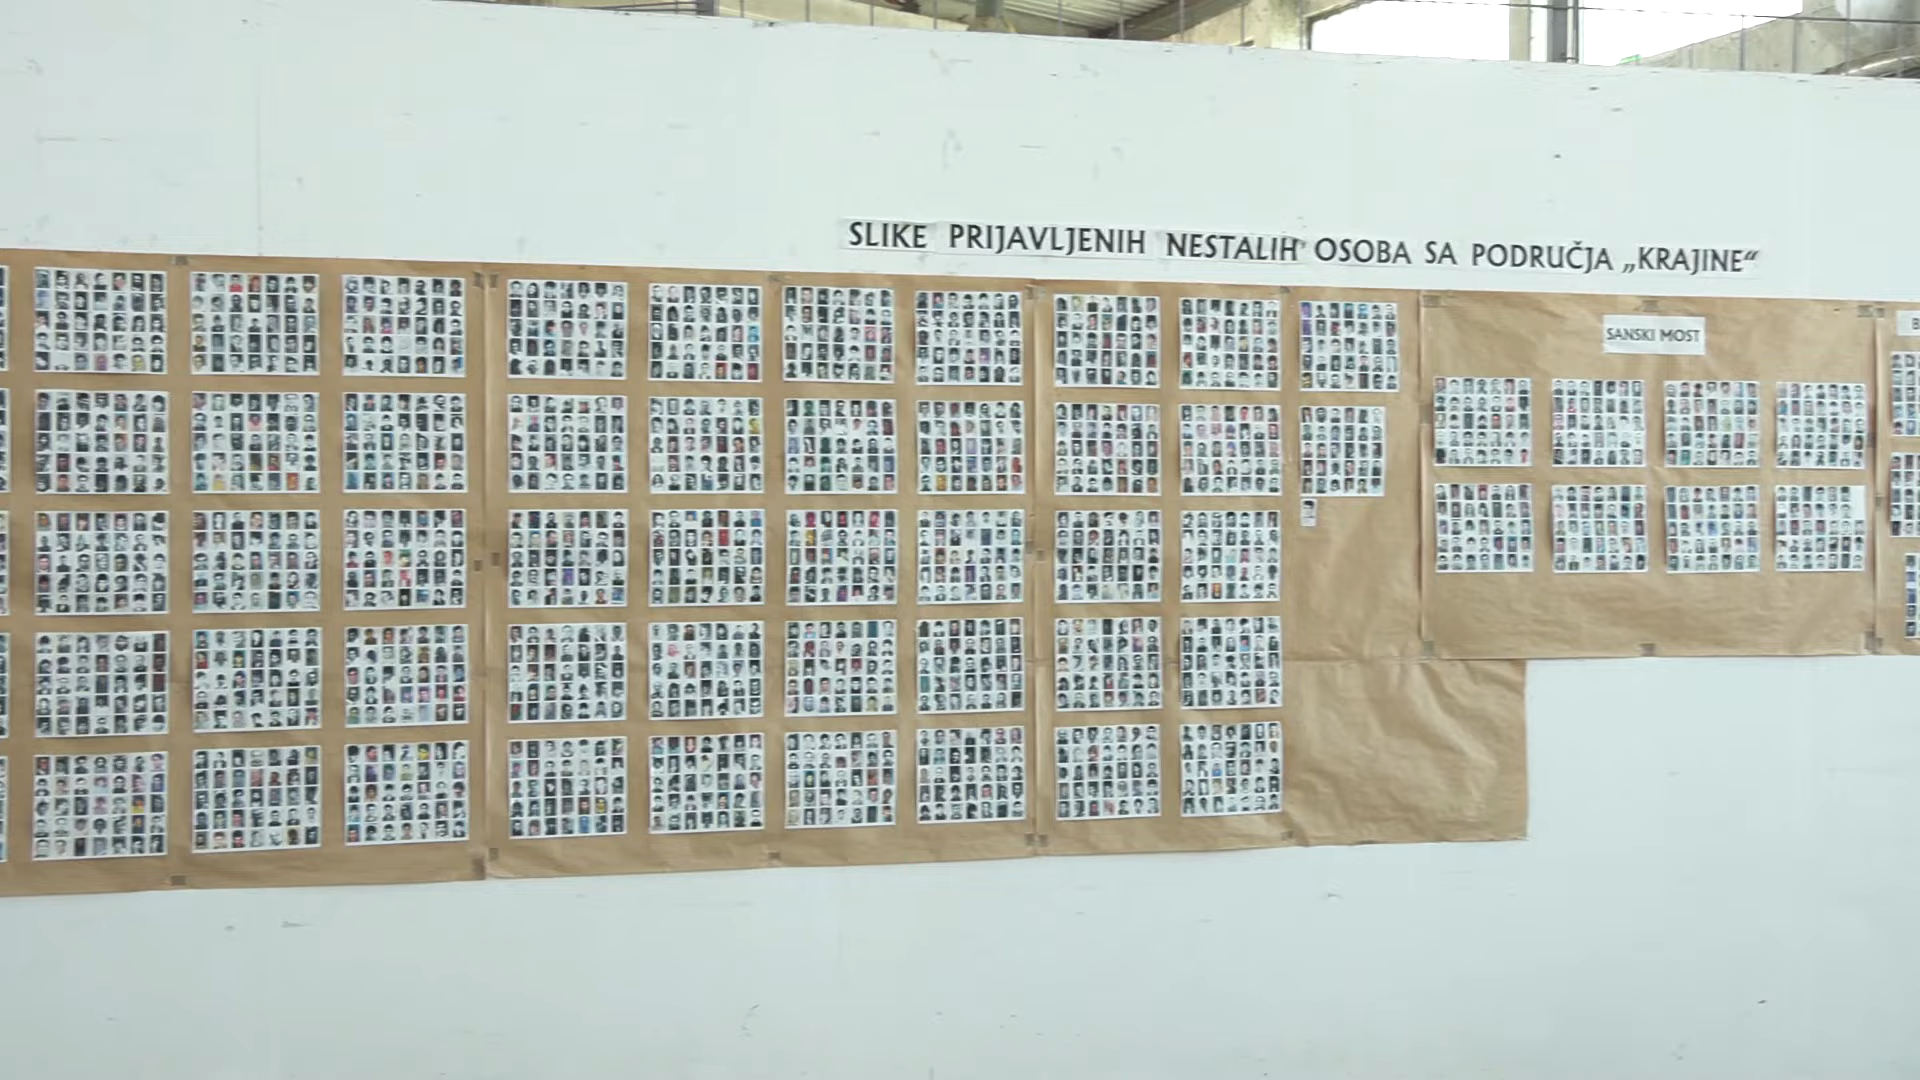 SLIKE PRIJAVLJENIH NESTALIH OSOBA SA PODRUČJA „KRAJINE“
SANSKI MOST